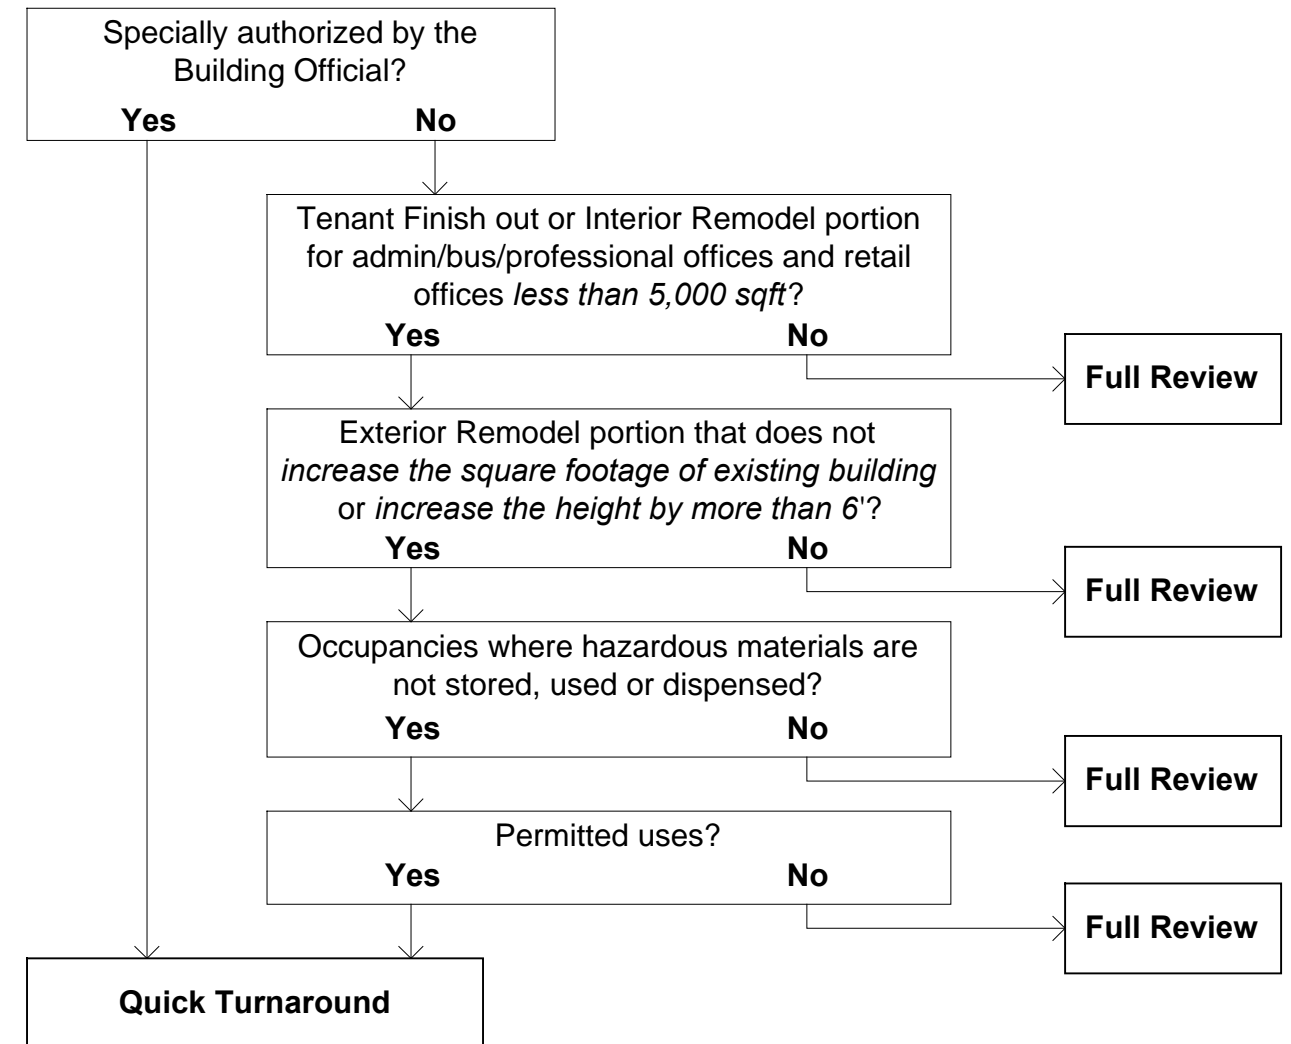 Specially authorized by the
Building Official?
Yes No
Tenant Finish out or Interior Remodel portion
for admin/bus/professional offices and retail
offices less than 5,000 sqft?
Yes No
Full Review
Exterior Remodel portion that does not
increase the square footage of existing building
or increase the height by more than 6'?
Yes No
Full Review
Occupancies where hazardous materials are
not stored, used or dispensed?
Yes No
Full Review
Permitted uses?
Yes No
Full Review
Quick Turnaround